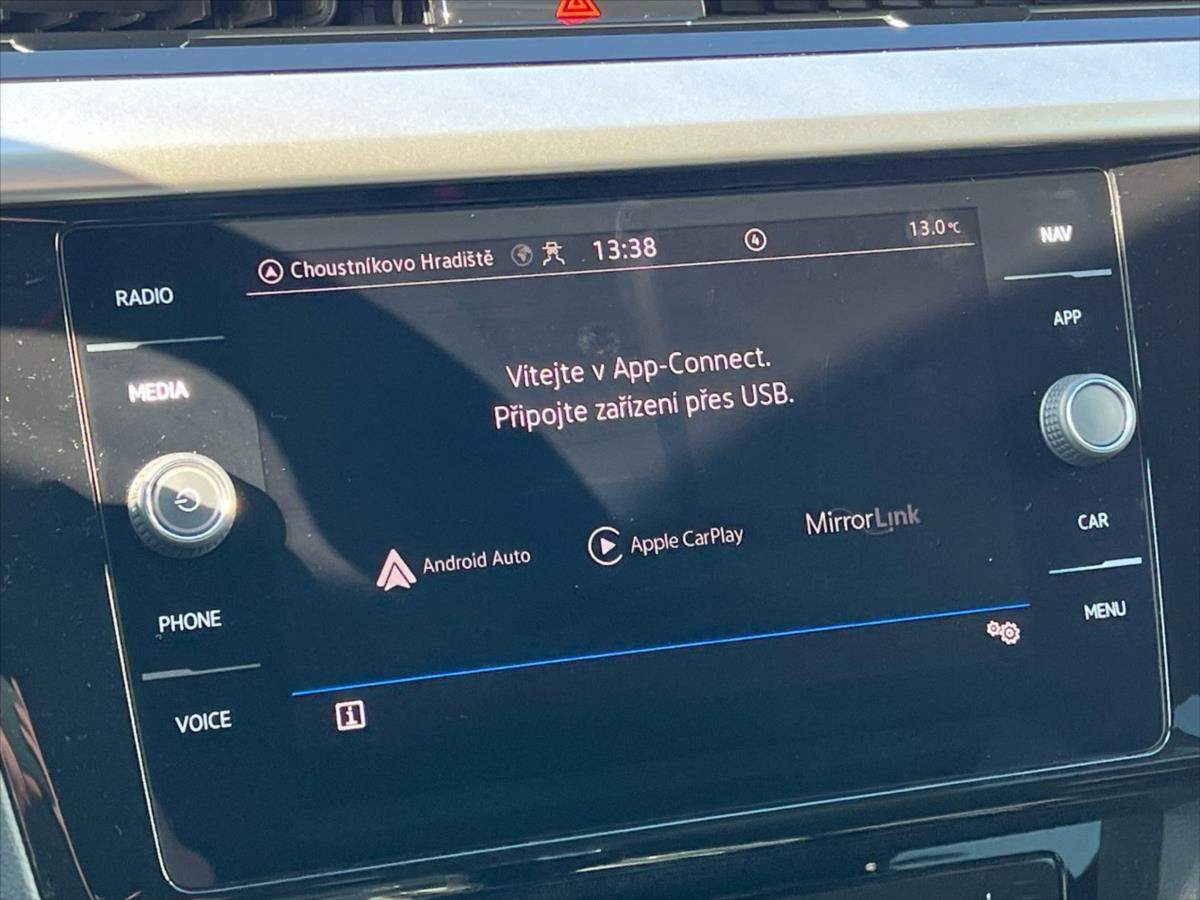 Choustníkovo Hradiště 13:38 4 13.0°C
Vítejte v App-Connect.
Připojte zařízení přes USB.
Android Auto Apple CarPlay MirrorLink
i
RADIO
MEDIA
PHONE
VOICE
NAV
APP
CAR
MENU